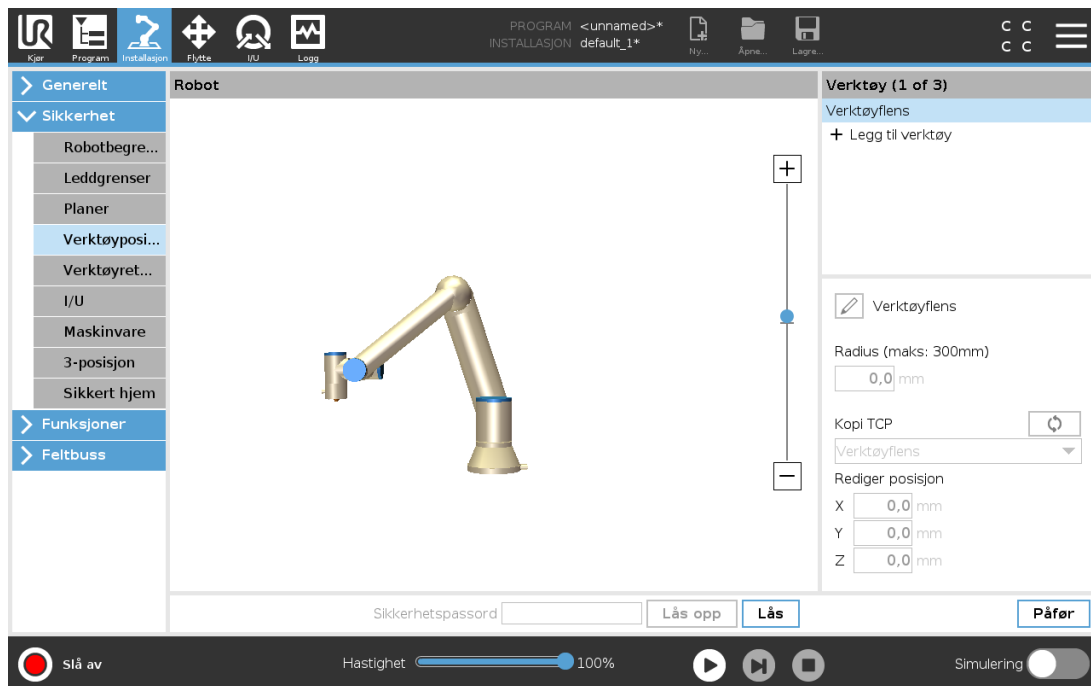 PROGRAM <unnamed>*
INSTALLASJON default_1*
Kjør Program Installasjon Flytte I/U Logg Ny... Åpne... Lagre...
C C
C C
Generelt
Sikkerhet
Robotbegre...
Leddgrenser
Planer
Verktøyposi...
Verktøyret...
I/U
Maskinvare
3-posisjon
Sikkert hjem
Funksjoner
Feltbuss
Robot
Verktøy (1 of 3)
Verktøyflens
+ Legg til verktøy
Verktøyflens
Radius (maks: 300mm)
0,0 mm
Kopi TCP
Verktøyflens
Rediger posisjon
X 0,0 mm
Y 0,0 mm
Z 0,0 mm
Sikkerhetspassord Lås opp Lås Påfør
Slå av Hastighet 100% Simulering